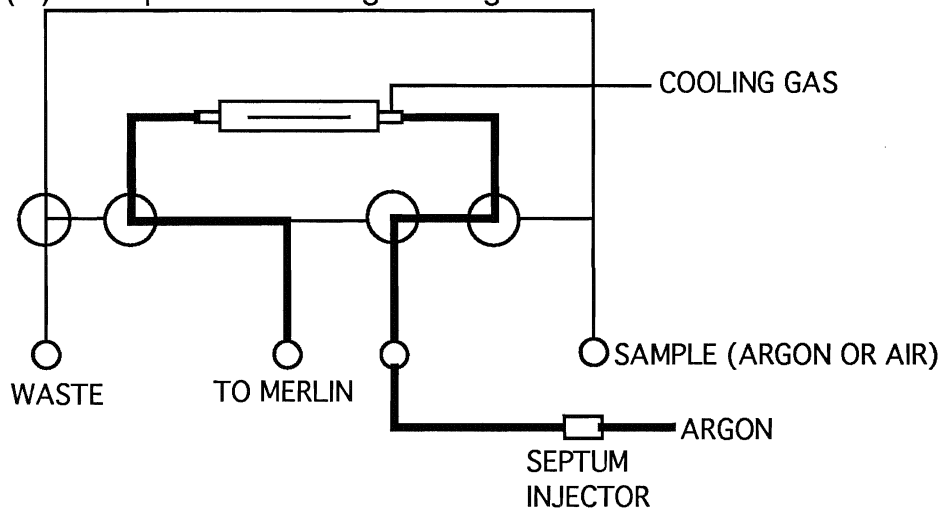 COOLING GAS
SAMPLE (ARGON OR AIR)
WASTE
TO MERLIN
ARGON
SEPTUM
INJECTOR